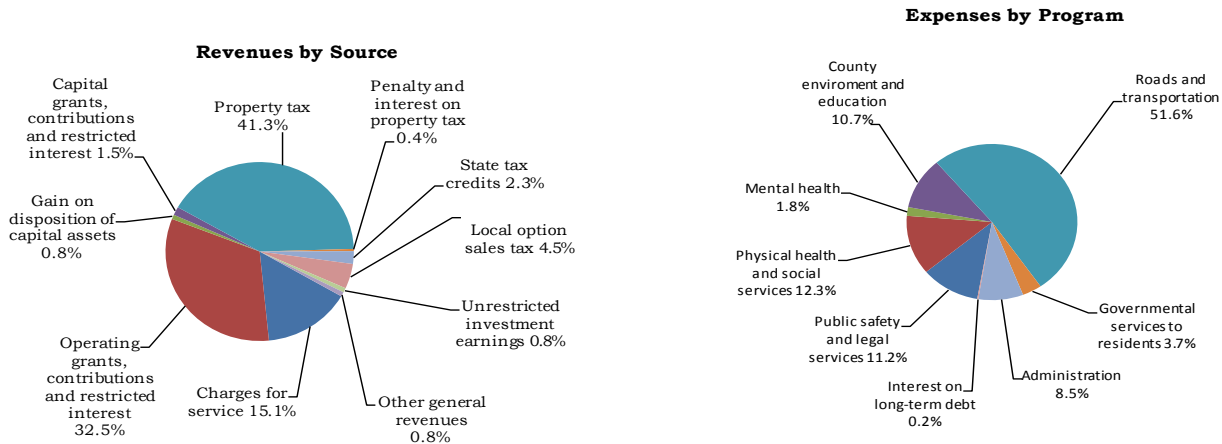 Revenues by Source
Capital
grants,
contributions
and restricted
interest 1.5%
Property tax
41.3%
Penalty and
interest on
property tax
0.4%
State tax
credits 2.3%
Local option
sales tax 4.5%
Unrestricted
investment
earnings 0.8%
Other general
revenues
0.8%
Charges for
service 15.1%
Operating
grants,
contributions
and restricted
interest
32.5%
Gain on
disposition of
capital assets
0.8%
Expenses by Program
County
enviroment and
education
10.7%
Roads and
transportation
51.6%
Governmental
services to
residents 3.7%
Administration
8.5%
Interest on
long-term debt
0.2%
Public safety
and legal
services 11.2%
Physical health
and social
services 12.3%
Mental health
1.8%